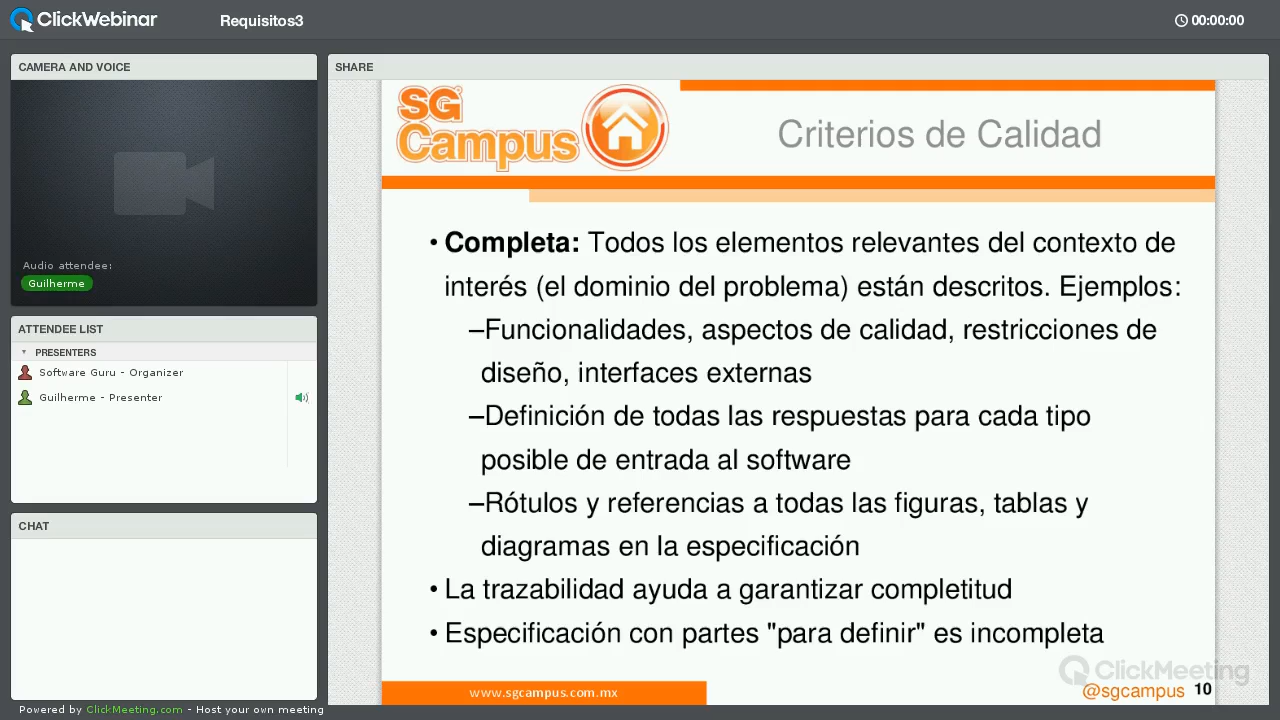 ClickWebinar
Requisitos3
00:00:00
CAMERA AND VOICE
Audio attendee:
Guilherme
ATTENDEE LIST
PRESENTERS
Software Guru - Organizer
Guilherme - Presenter
CHAT
Powered by ClickMeeting.com - Host your own meeting
SHARE
SG
Campus
Criterios de Calidad
• Completa: Todos los elementos relevantes del contexto de
interés (el dominio del problema) están descritos. Ejemplos:
–Funcionalidades, aspectos de calidad, restricciones de
diseño, interfaces externas
–Definición de todas las respuestas para cada tipo
posible de entrada al software
–Rótulos y referencias a todas las figuras, tablas y
diagramas en la especificación
• La trazabilidad ayuda a garantizar completitud
• Especificación con partes "para definir" es incompleta
ClickMeeting
www.sgcampus.com.mx
@sgcampus 10